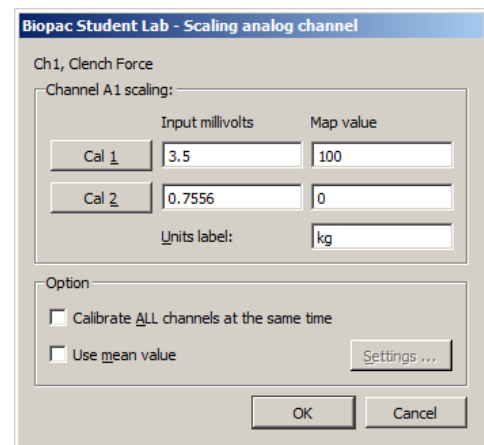 Biopac Student Lab - Scaling analog channel
Ch1, Clench Force
Channel A1 scaling:
Input millivolts Map value
Cal 1 3.5 100
Cal 2 0.7556 0
Units label: kg
Option
Calibrate ALL channels at the same time
Use mean value Settings ...
OK Cancel